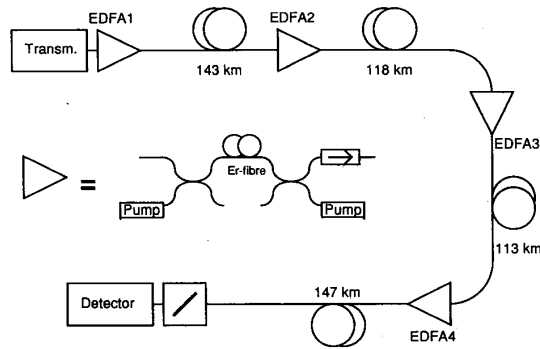 EDFA1
EDFA2
Transm.
143 km
118 km
EDFA3
Er-fibre
=
Pump
Pump
113 km
147 km
Detector
EDFA4